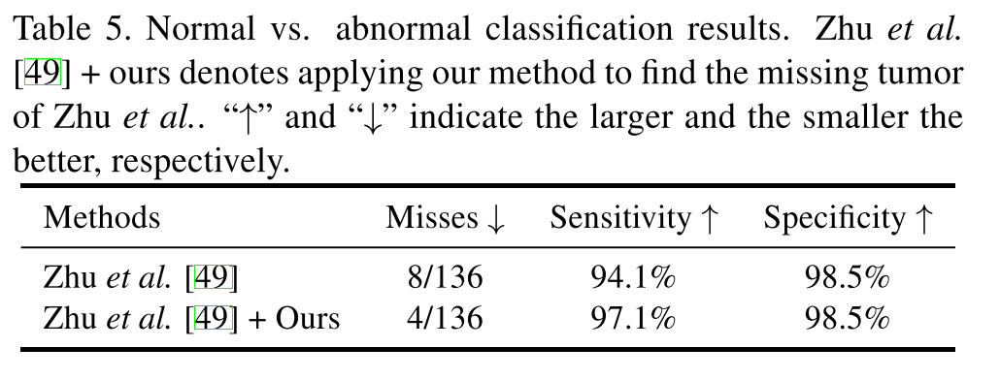 Table 5. Normal vs. abnormal classification results. Zhu et al.
[49] + ours denotes applying our method to find the missing tumor
of Zhu et al.. “↑” and “↓” indicate the larger and the smaller the
better, respectively.
Methods Misses ↓ Sensitivity ↑ Specificity ↑
Zhu et al. [49] 8/136 94.1% 98.5%
Zhu et al. [49] + Ours 4/136 97.1% 98.5%